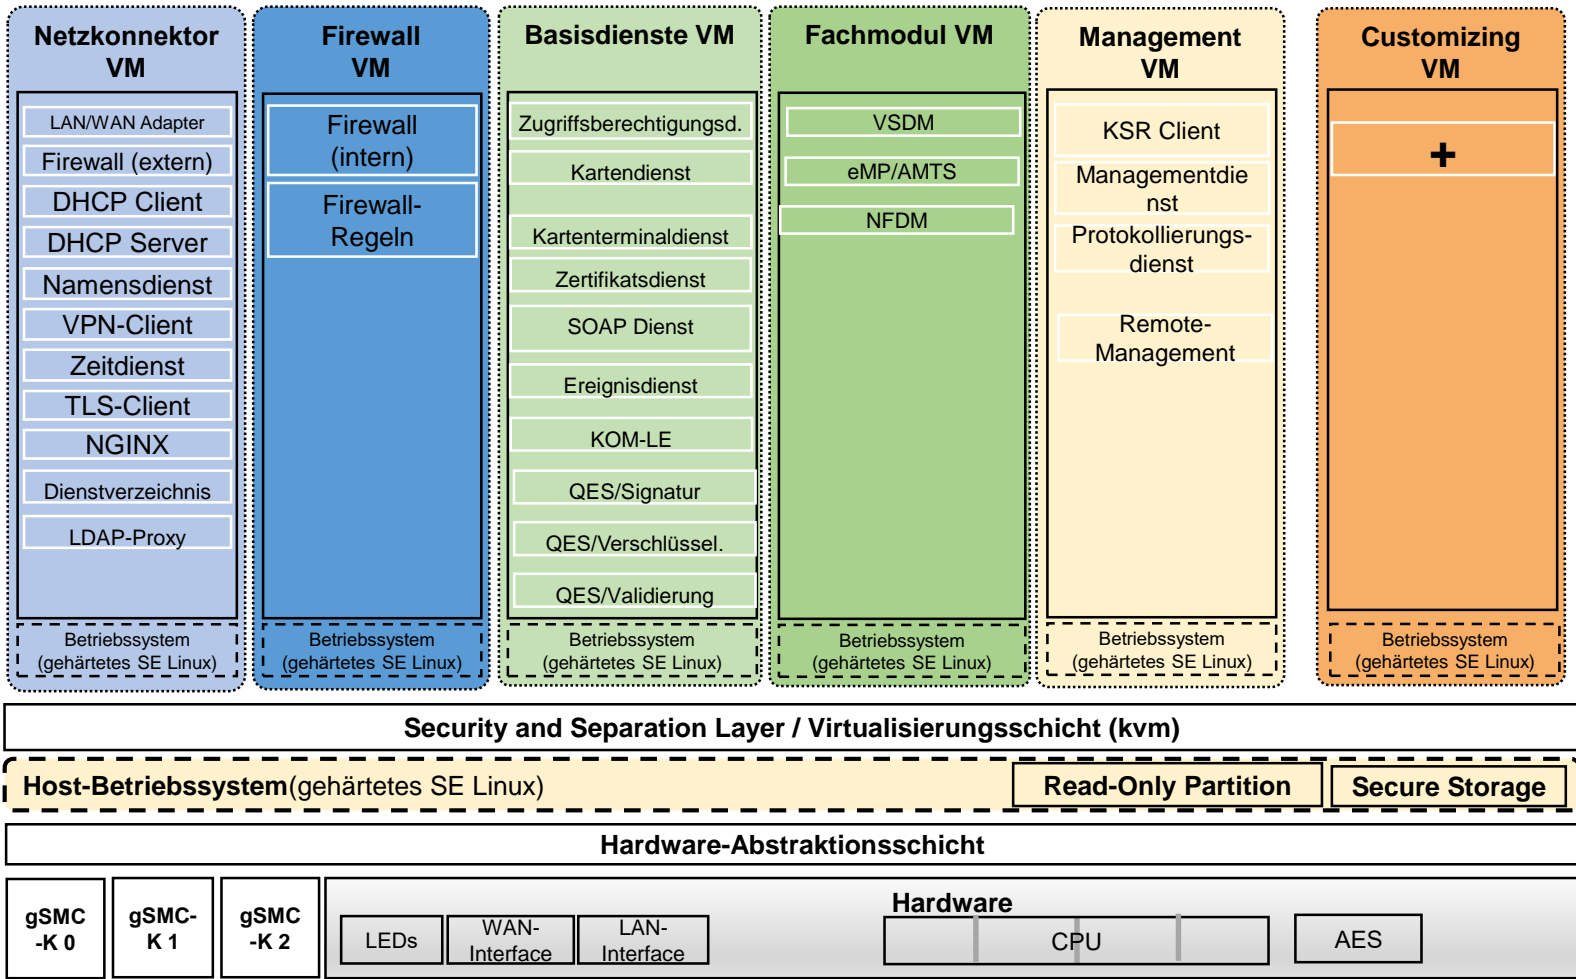 Netzkonnektor
VM
LAN/WAN Adapter
Firewall (extern)
DHCP Client
DHCP Server
Namensdienst
VPN-Client
Zeitdienst
TLS-Client
NGINX
Dienstverzeichnis
LDAP-Proxy
Betriebssystem
(gehärtetes SE Linux)
Firewall
VM
Firewall
(intern)
Firewall-
Regeln
Betriebssystem
(gehärtetes SE Linux)
Basisdienste VM
Zugriffsberechtigungsd.
Kartendienst
Kartenterminaldienst
Zertifikatsdienst
SOAP Dienst
Ereignisdienst
KOM-LE
QES/Signatur
QES/Verschlüssel.
QES/Validierung
Betriebssystem
(gehärtetes SE Linux)
Fachmodul VM
VSDM
eMP/AMTS
NFDM
Betriebssystem
(gehärtetes SE Linux)
Management
VM
KSR Client
Managementdie
nst
Protokollierungs-
dienst
Remote-
Management
Betriebssystem
(gehärtetes SE Linux)
Customizing
VM
+
Betriebssystem
(gehärtetes SE Linux)
Security and Separation Layer / Virtualisierungsschicht (kvm)
Host-Betriebssystem(gehärtetes SE Linux)
Read-Only Partition
Secure Storage
Hardware-Abstraktionsschicht
gSMC
-K 0
gSMC-
K 1
gSMC
-K 2
Hardware
LEDs
WAN-
Interface
LAN-
Interface
CPU
AES